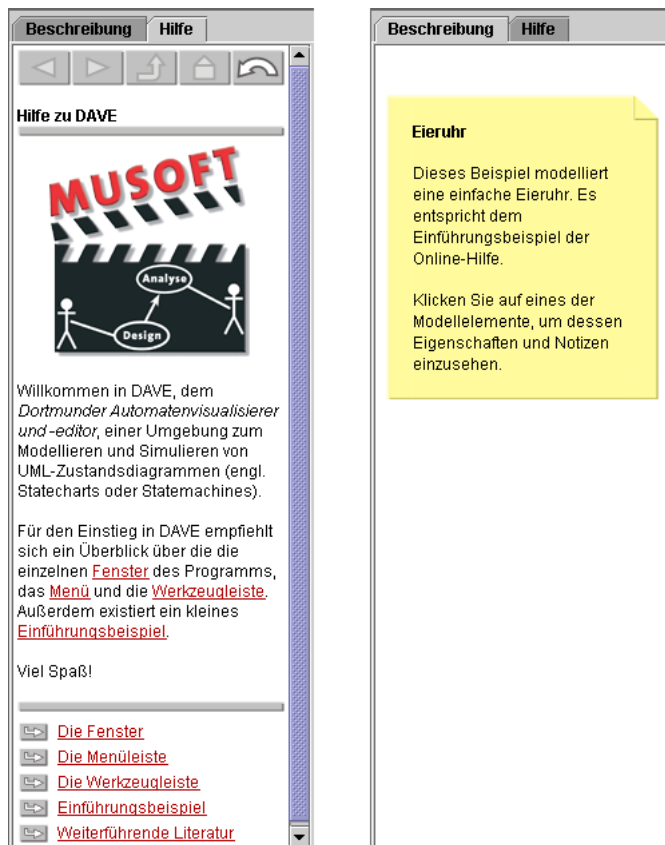 Beschreibung Hilfe
Hilfe zu DAVE
MUSOFT
Analyse
Design
Willkommen in DAVE, dem
Dortmunder Automatenvisualisierer
und -editor, einer Umgebung zum
Modellieren und Simulieren von
UML-Zustandsdiagrammen (engl.
Statecharts oder Statemachines).
Für den Einstieg in DAVE empfiehlt
sich ein Überblick über die die
einzelnen Fenster des Programms,
das Menü und die Werkzeugleiste.
Außerdem existiert ein kleines
Einführungsbeispiel.
Viel Spaß!
Die Fenster
Die Menüleiste
Die Werkzeugleiste
Einführungsbeispiel
Weiterführende Literatur
Beschreibung Hilfe
Eieruhr
Dieses Beispiel modelliert
eine einfache Eieruhr. Es
entspricht dem
Einführungsbeispiel der
Online-Hilfe.
Klicken Sie auf eines der
Modellelemente, um dessen
Eigenschaften und Notizen
einzusehen.